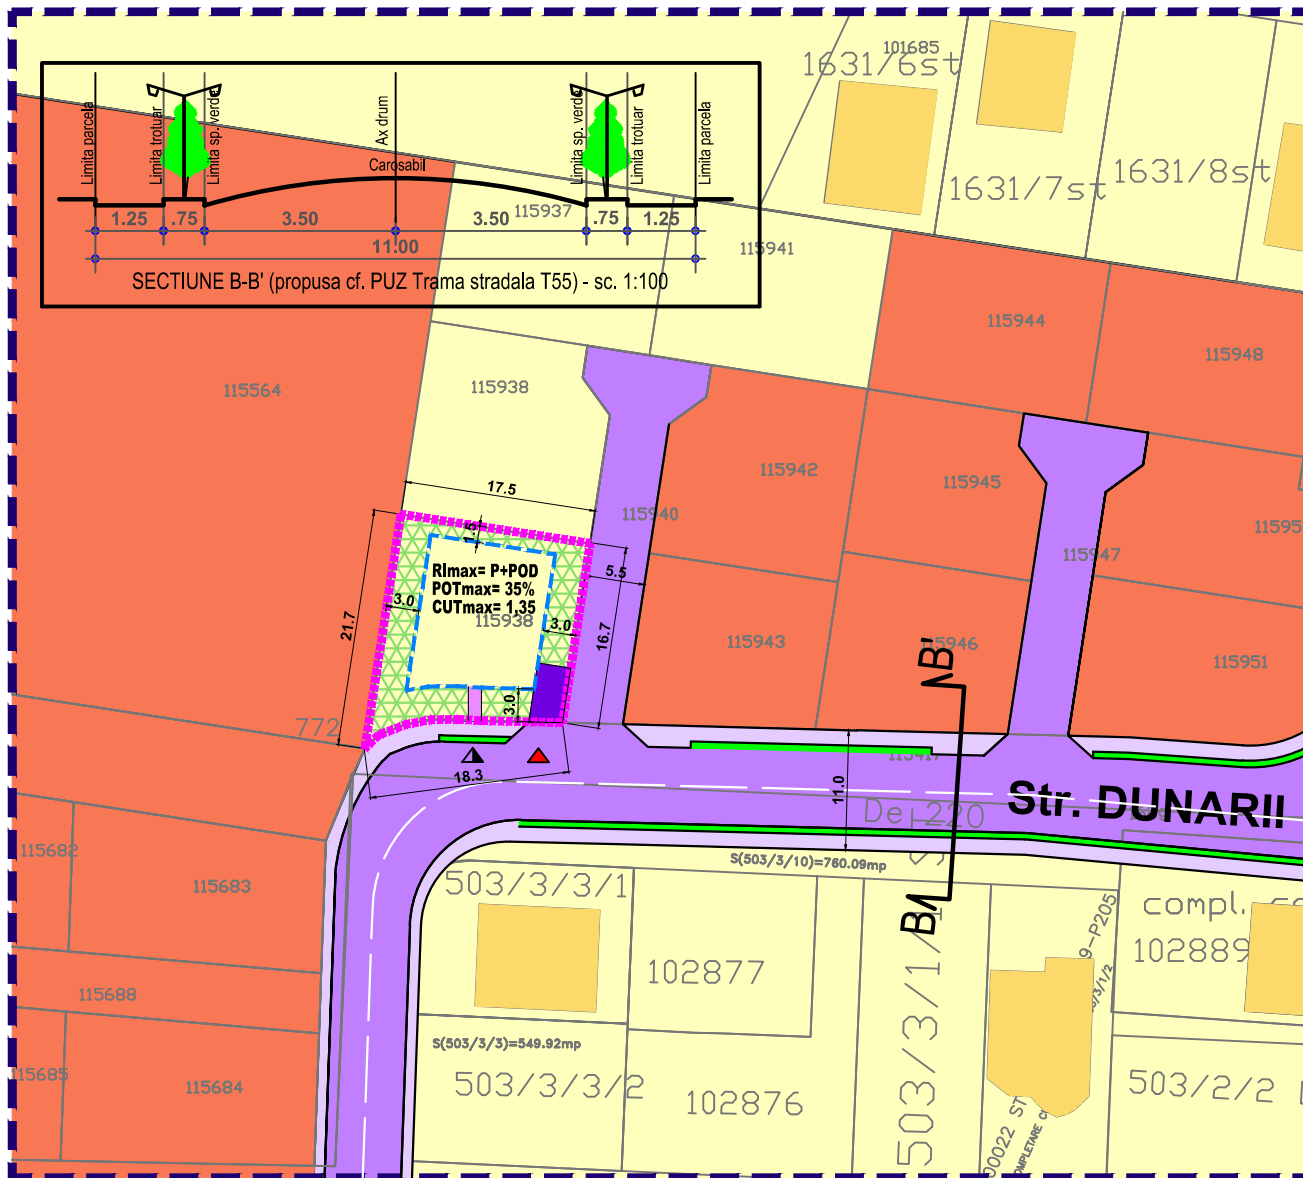 Limita parcela
Limita trotuar
Limita sp. verde
Ax drum
Carosabil
Limita sp. verde
Limita trotuar
Limita parcela
1.25 .75 3.50 3.50 .75 1.25
11.00
SECTIUNE B-B' (propusa cf. PUZ Trama stradala T55) - sc. 1:100
115937
115941
101685
1631/6st
1631/7st
1631/8st
115944
115948
115564
115938
115942
115945
115940
115947
17.5
1.5
5.5
RImax= P+POD
POTmax= 35%
CUTmax= 1,35
115938
3.0
3.0
3.0
21.7
16.7
18.3
115943
115946
115951
772
B'
11.0
Str. DUNARII
De 220
S(503/3/10)=760.09mp
B
115682
115683
115688
115685
115684
503/3/3/1
102877
503/3/1/1
compl.
102889
S(503/3/3)=549.92mp
503/3/3/2
102876
503/2/2
9-P205